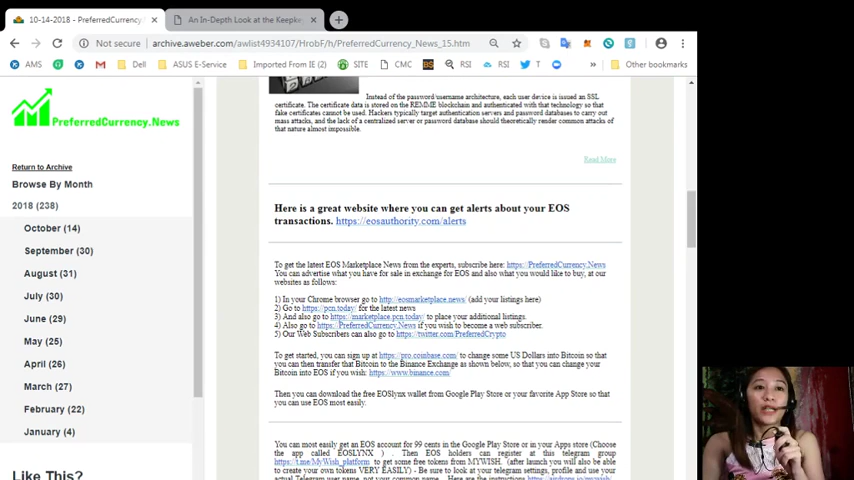 10-14-2018 - PreferredCurrency
An In-Depth Look at the Keepke
Not secure
archive.aweber.com/awlist4934107/HrobF/h/PreferredCurrency_News_15.htm
AMS
Dell
ASUS E-Service
Imported From IE (2)
SITE
CMC
BS
RSI
RSI
T
»
Other bookmarks
PreferredCurrency.News
Return to Archive
Browse By Month
2018 (238)
October (14)
September (30)
August (31)
July (30)
June (29)
May (25)
April (26)
March (27)
February (22)
January (4)
Like This?
Instead of the password/username architecture, each user device is issued an SSL
certificate. The certificate data is stored on the REMME blockchain and authenticated with that technology so that
fake certificates cannot be used. Hackers typically target authentication servers and password databases to carry out
mass attacks, and the lack of a centralized server or password database should theoretically render common attacks of
that nature almost impossible.
Read More
Here is a great website where you can get alerts about your EOS
transactions. https://eosauthority.com/alerts
To get the latest EOS Marketplace News from the experts, subscribe here: https://PreferredCurrency.News
You can advertise what you have for sale in exchange for EOS and also what you would like to buy, at
our websites as follows:
1) In your Chrome browser go to http://eosmarketplace.news/ (add your listings here)
2) Go to https://pcn.today/ for the latest news
3) And also go to https://marketplace.pcn.today/ to place your additional listings.
4) Also go to https://PreferredCurrency.News if you wish to become a web subscriber.
5) Our Web Subscribers can also go to https://twitter.com/PreferredCrypto
To get started, you can sign up at https://pro.coinbase.com/ to change some US Dollars into Bitcoin so that
you can then transfer that Bitcoin to the Binance Exchange as shown below, so that you can change your
Bitcoin into EOS if you wish: https://www.binance.com/
Then you can download the free EOSlynx wallet from Google Play Store or your favorite App Store so that
you can use EOS most easily.
You can most easily get an EOS account for 99 cents in the Google Play Store or in your Apps store (Choose
the app called EOSLYNX ) . Then EOS holders can register at this telegram group
https://t.me/MyWish_platform to get some free tokens from MYWISH. (after launch you will also be able
to create your own tokens VERY EASILY) - Be sure to look at your telegram settings, profile and use your
actual Telegram user name, not your common name. Here are the instructions https://airdrops.io/mywish/